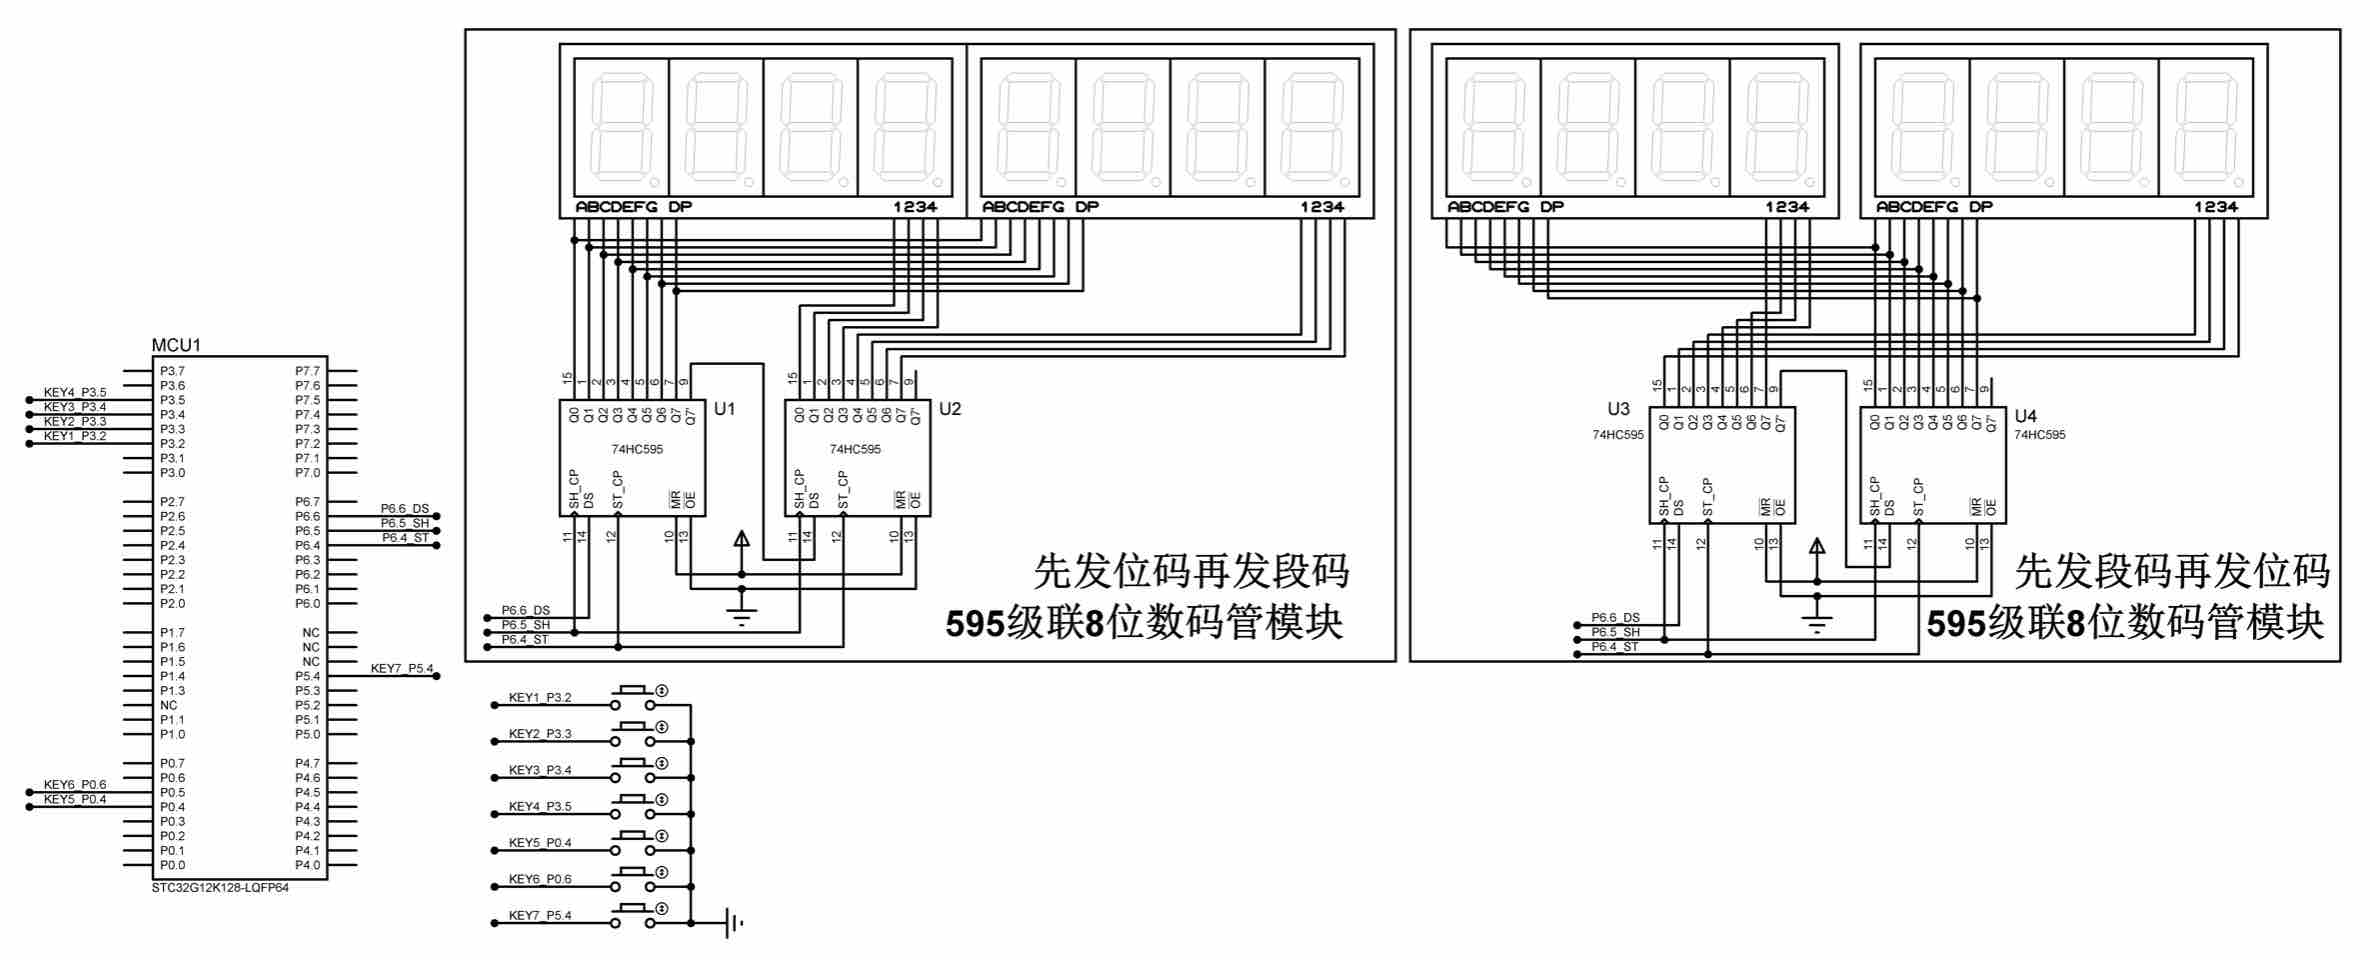 MCU1
P3.7 P7.7
P3.6 P7.6
KEY4_P3.5 P3.5 P7.5
KEY3_P3.4 P3.4 P7.4
KEY2_P3.3 P3.3 P7.3
KEY1_P3.2 P3.2 P7.2
P3.1 P7.1
P3.0 P7.0
P2.7 P6.7
P2.6 P6.6 P6.6_DS
P2.5 P6.5 P6.5_SH
P2.4 P6.4 P6.4_ST
P2.3 P6.3
P2.2 P6.2
P2.1 P6.1
P2.0 P6.0
P1.7 NC
P1.6 NC
P1.5 NC
P1.4 P5.4 KEY7_P5.4
P1.3 P5.3
NC P5.2
P1.1 P5.1
P1.0 P5.0
P0.7 P4.7
P0.6 P4.6
KEY6_P0.6 P0.5 P4.5
KEY5_P0.4 P0.4 P4.4
P0.3 P4.3
P0.2 P4.2
P0.1 P4.1
P0.0 P4.0
STC32G12K128-LQFP64
ABCDEFG DP 1234 ABCDEFG DP 1234
15 1 2 3 4 5 6 7 9
Q0 Q1 Q2 Q3 Q4 Q5 Q6 Q7 Q7'
U1
74HC595
SH_CP DS ST_CP MR OE
11 14 12 10 13
15 1 2 3 4 5 6 7 9
Q0 Q1 Q2 Q3 Q4 Q5 Q6 Q7 Q7'
U2
74HC595
SH_CP DS ST_CP MR OE
11 14 12 10 13
P6.6_DS
P6.5_SH
P6.4_ST
先发位码再发段码
595级联8位数码管模块
ABCDEFG DP 1234 ABCDEFG DP 1234
15 1 2 3 4 5 6 7 9
Q0 Q1 Q2 Q3 Q4 Q5 Q6 Q7 Q7'
U3
74HC595
SH_CP DS ST_CP MR OE
11 14 12 10 13
15 1 2 3 4 5 6 7 9
Q0 Q1 Q2 Q3 Q4 Q5 Q6 Q7 Q7'
U4
74HC595
SH_CP DS ST_CP MR OE
11 14 12 10 13
P6.6_DS
P6.5_SH
P6.4_ST
先发段码再发位码
595级联8位数码管模块
KEY1_P3.2
KEY2_P3.3
KEY3_P3.4
KEY4_P3.5
KEY5_P0.4
KEY6_P0.6
KEY7_P5.4